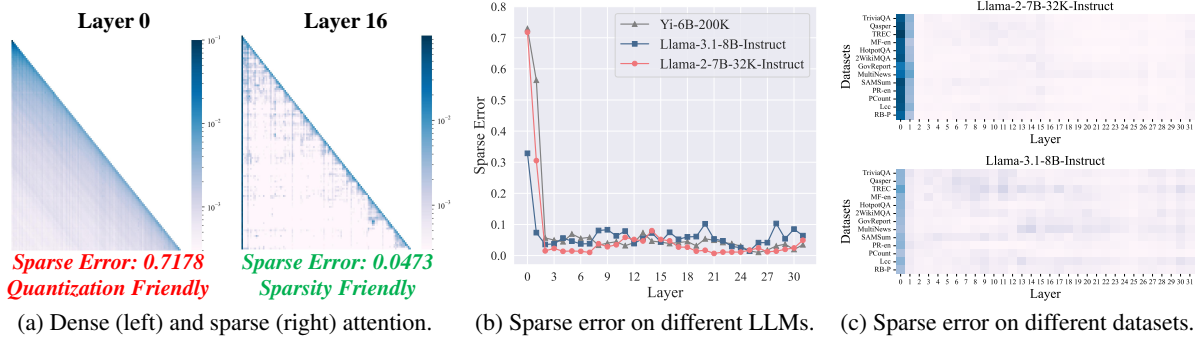 Layer 0
Layer 16
10⁻¹
10⁻²
10⁻³
10⁻²
10⁻³
Sparse Error: 0.7178
Quantization Friendly
Sparse Error: 0.0473
Sparsity Friendly
(a) Dense (left) and sparse (right) attention.
0.8
0.7
0.6
0.5
0.4
0.3
0.2
0.1
0.0
Sparse Error
Yi-6B-200K
Llama-3.1-8B-Instruct
Llama-2-7B-32K-Instruct
0 3 6 9 12 15 18 21 24 27 30
Layer
(b) Sparse error on different LLMs.
Llama-2-7B-32K-Instruct
Datasets
TriviaQA
Qasper
TREC
MF-en
HotpotQA
2WikiMQA
GovReport
MultiNews
SAMSum
PR-en
PCount
Lcc
RB-P
0 1 2 3 4 5 6 7 8 9 10 11 12 13 14 15 16 17 18 19 20 21 22 23 24 25 26 27 28 29 30 31
Layer
Llama-3.1-8B-Instruct
Datasets
TriviaQA
Qasper
TREC
MF-en
HotpotQA
2WikiMQA
GovReport
MultiNews
SAMSum
PR-en
PCount
Lcc
RB-P
0 1 2 3 4 5 6 7 8 9 10 11 12 13 14 15 16 17 18 19 20 21 22 23 24 25 26 27 28 29 30 31
Layer
(c) Sparse error on different datasets.